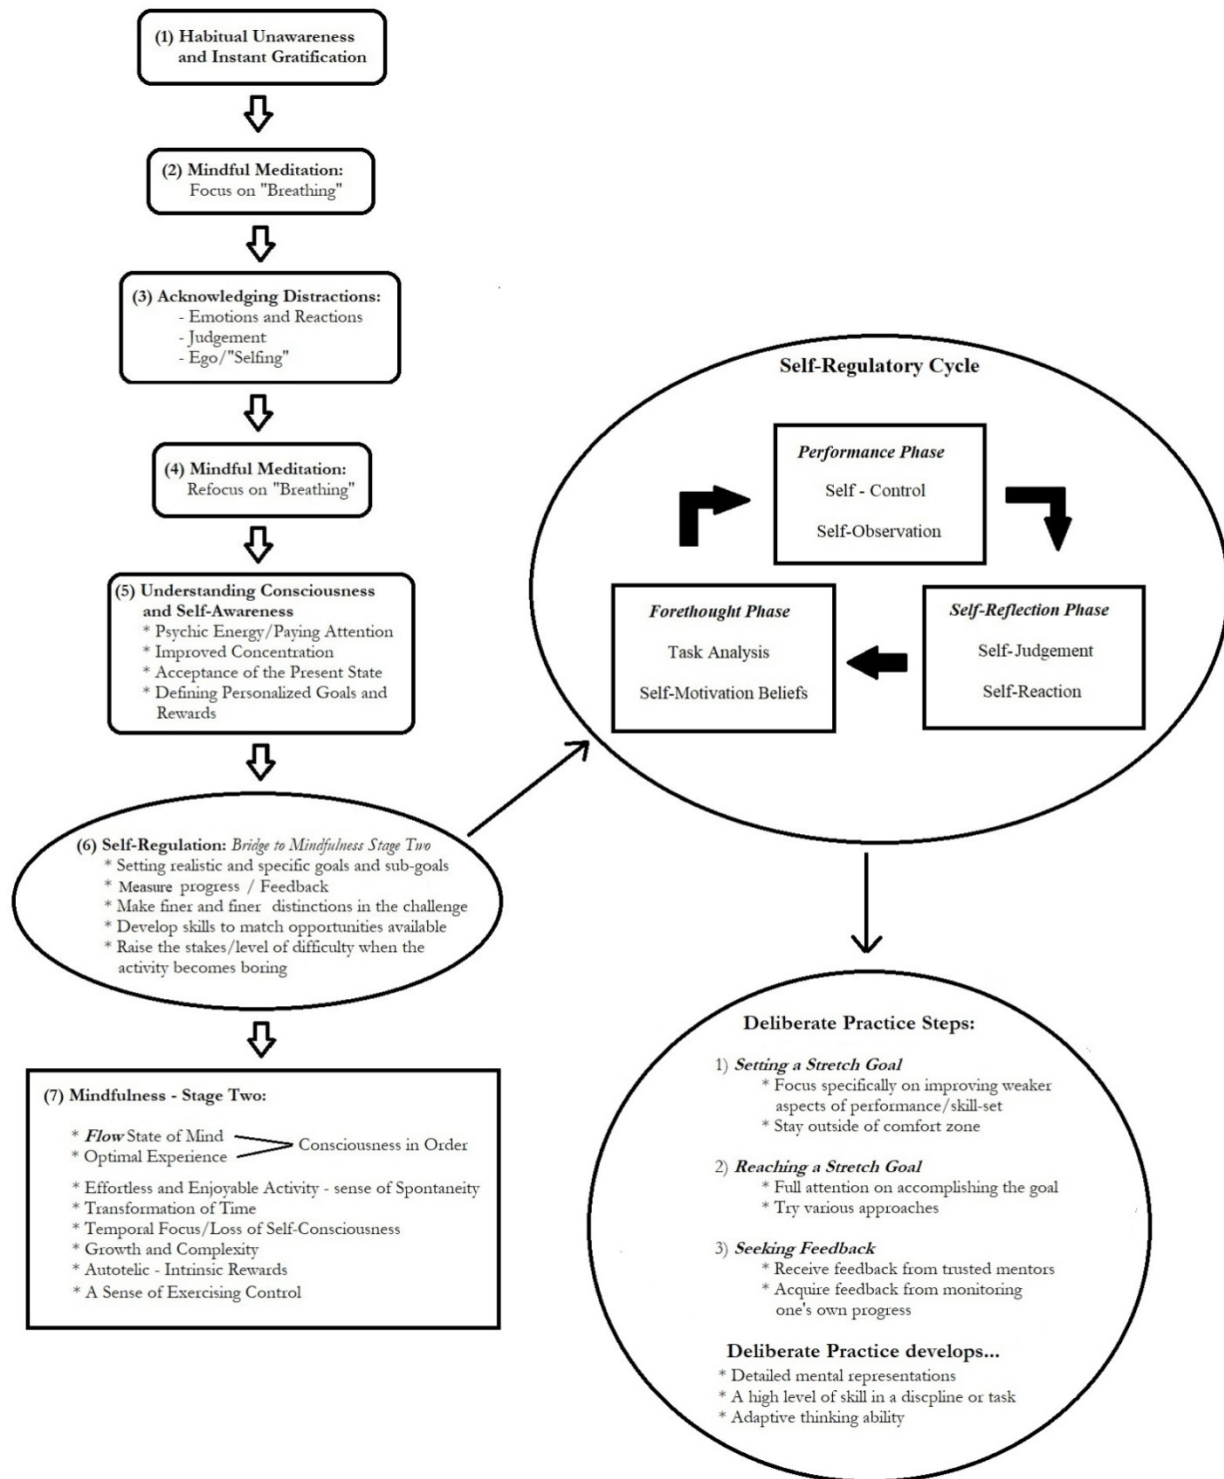 (1) Habitual Unawareness
and Instant Gratification
(2) Mindful Meditation:
Focus on "Breathing"
(3) Acknowledging Distractions:
- Emotions and Reactions
- Judgement
- Ego/"Selfing"
(4) Mindful Meditation:
Refocus on "Breathing"
(5) Understanding Consciousness
and Self-Awareness
* Psychic Energy/Paying Attention
* Improved Concentration
* Acceptance of the Present State
* Defining Personalized Goals and
Rewards
(6) Self-Regulation: Bridge to Mindfulness Stage Two
* Setting realistic and specific goals and sub-goals
* Measure progress / Feedback
* Make finer and finer distinctions in the challenge
* Develop skills to match opportunities available
* Raise the stakes/level of difficulty when the
activity becomes boring
(7) Mindfulness - Stage Two:
* Flow State of Mind
* Optimal Experience
Consciousness in Order
* Effortless and Enjoyable Activity - sense of Spontaneity
* Transformation of Time
* Temporal Focus/Loss of Self-Consciousness
* Growth and Complexity
* Autotelic - Intrinsic Rewards
* A Sense of Exercising Control
Self-Regulatory Cycle
Performance Phase
Self - Control
Self-Observation
Forethought Phase
Task Analysis
Self-Motivation Beliefs
Self-Reflection Phase
Self-Judgement
Self-Reaction
Deliberate Practice Steps:
1) Setting a Stretch Goal
* Focus specifically on improving weaker
aspects of performance/skill-set
* Stay outside of comfort zone
2) Reaching a Stretch Goal
* Full attention on accomplishing the goal
* Try various approaches
3) Seeking Feedback
* Receive feedback from trusted mentors
* Acquire feedback from monitoring
one's own progress
Deliberate Practice develops...
* Detailed mental representations
* A high level of skill in a discpline or task
* Adaptive thinking ability